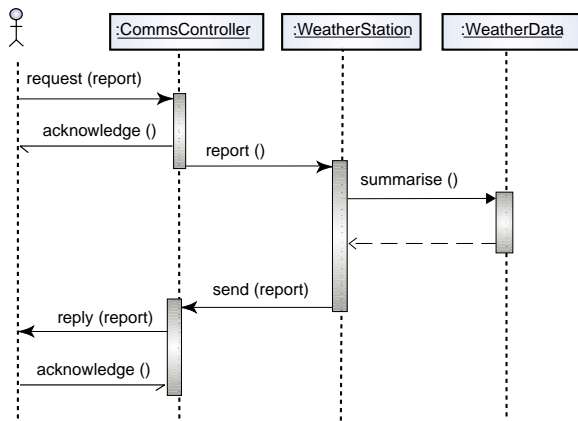 :CommsController
:WeatherStation
:WeatherData
request (report)
acknowledge ()
report ()
summarise ()
send (report)
reply (report)
acknowledge ()